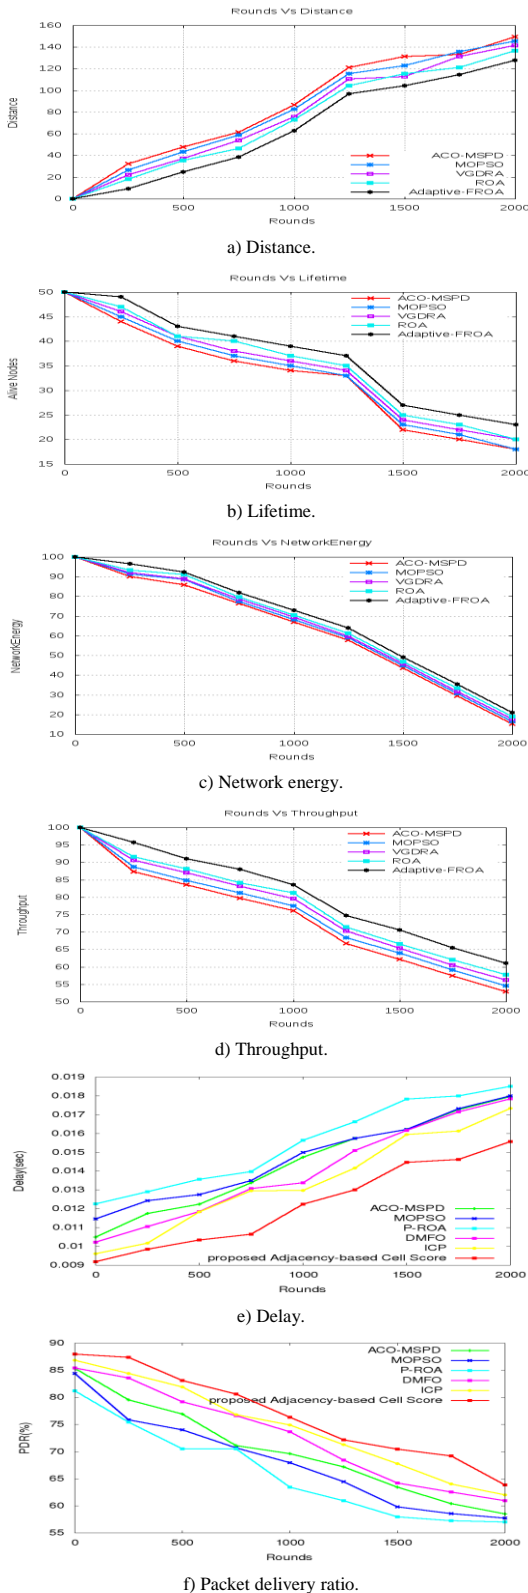 Rounds Vs Distance
160
140
120
100
80
60
40
20
0
Distance
ACO-MSPD
MOPSO
VGDRA
ROA
Adaptive-FROA
0 500 1000 1500 2000
Rounds
a) Distance.
Rounds Vs Lifetime
50
45
40
35
30
25
20
15
Alive Nodes
ACO-MSPD
MOPSO
VGDRA
ROA
Adaptive-FROA
0 500 1000 1500 2000
Rounds
b) Lifetime.
Rounds Vs NetworkEnergy
100
90
80
70
60
50
40
30
20
10
NetworkEnergy
ACO-MSPD
MOPSO
VGDRA
ROA
Adaptive-FROA
0 500 1000 1500 2000
Rounds
c) Network energy.
Rounds Vs Throughput
100
95
90
85
80
75
70
65
60
55
50
Throughput
ACO-MSPD
MOPSO
VGDRA
ROA
Adaptive-FROA
0 500 1000 1500 2000
Rounds
d) Throughput.
0.019
0.018
0.017
0.016
0.015
0.014
0.013
0.012
0.011
0.01
0.009
Delay(sec)
ACO-MSPD
MOPSO
P-ROA
DMFO
ICP
proposed Adjacency-based Cell Score
0 500 1000 1500 2000
Rounds
e) Delay.
90
85
80
75
70
65
60
55
PDR(%)
ACO-MSPD
MOPSO
P-ROA
DMFO
ICP
proposed Adjacency-based Cell Score
0 500 1000 1500 2000
Rounds
f) Packet delivery ratio.